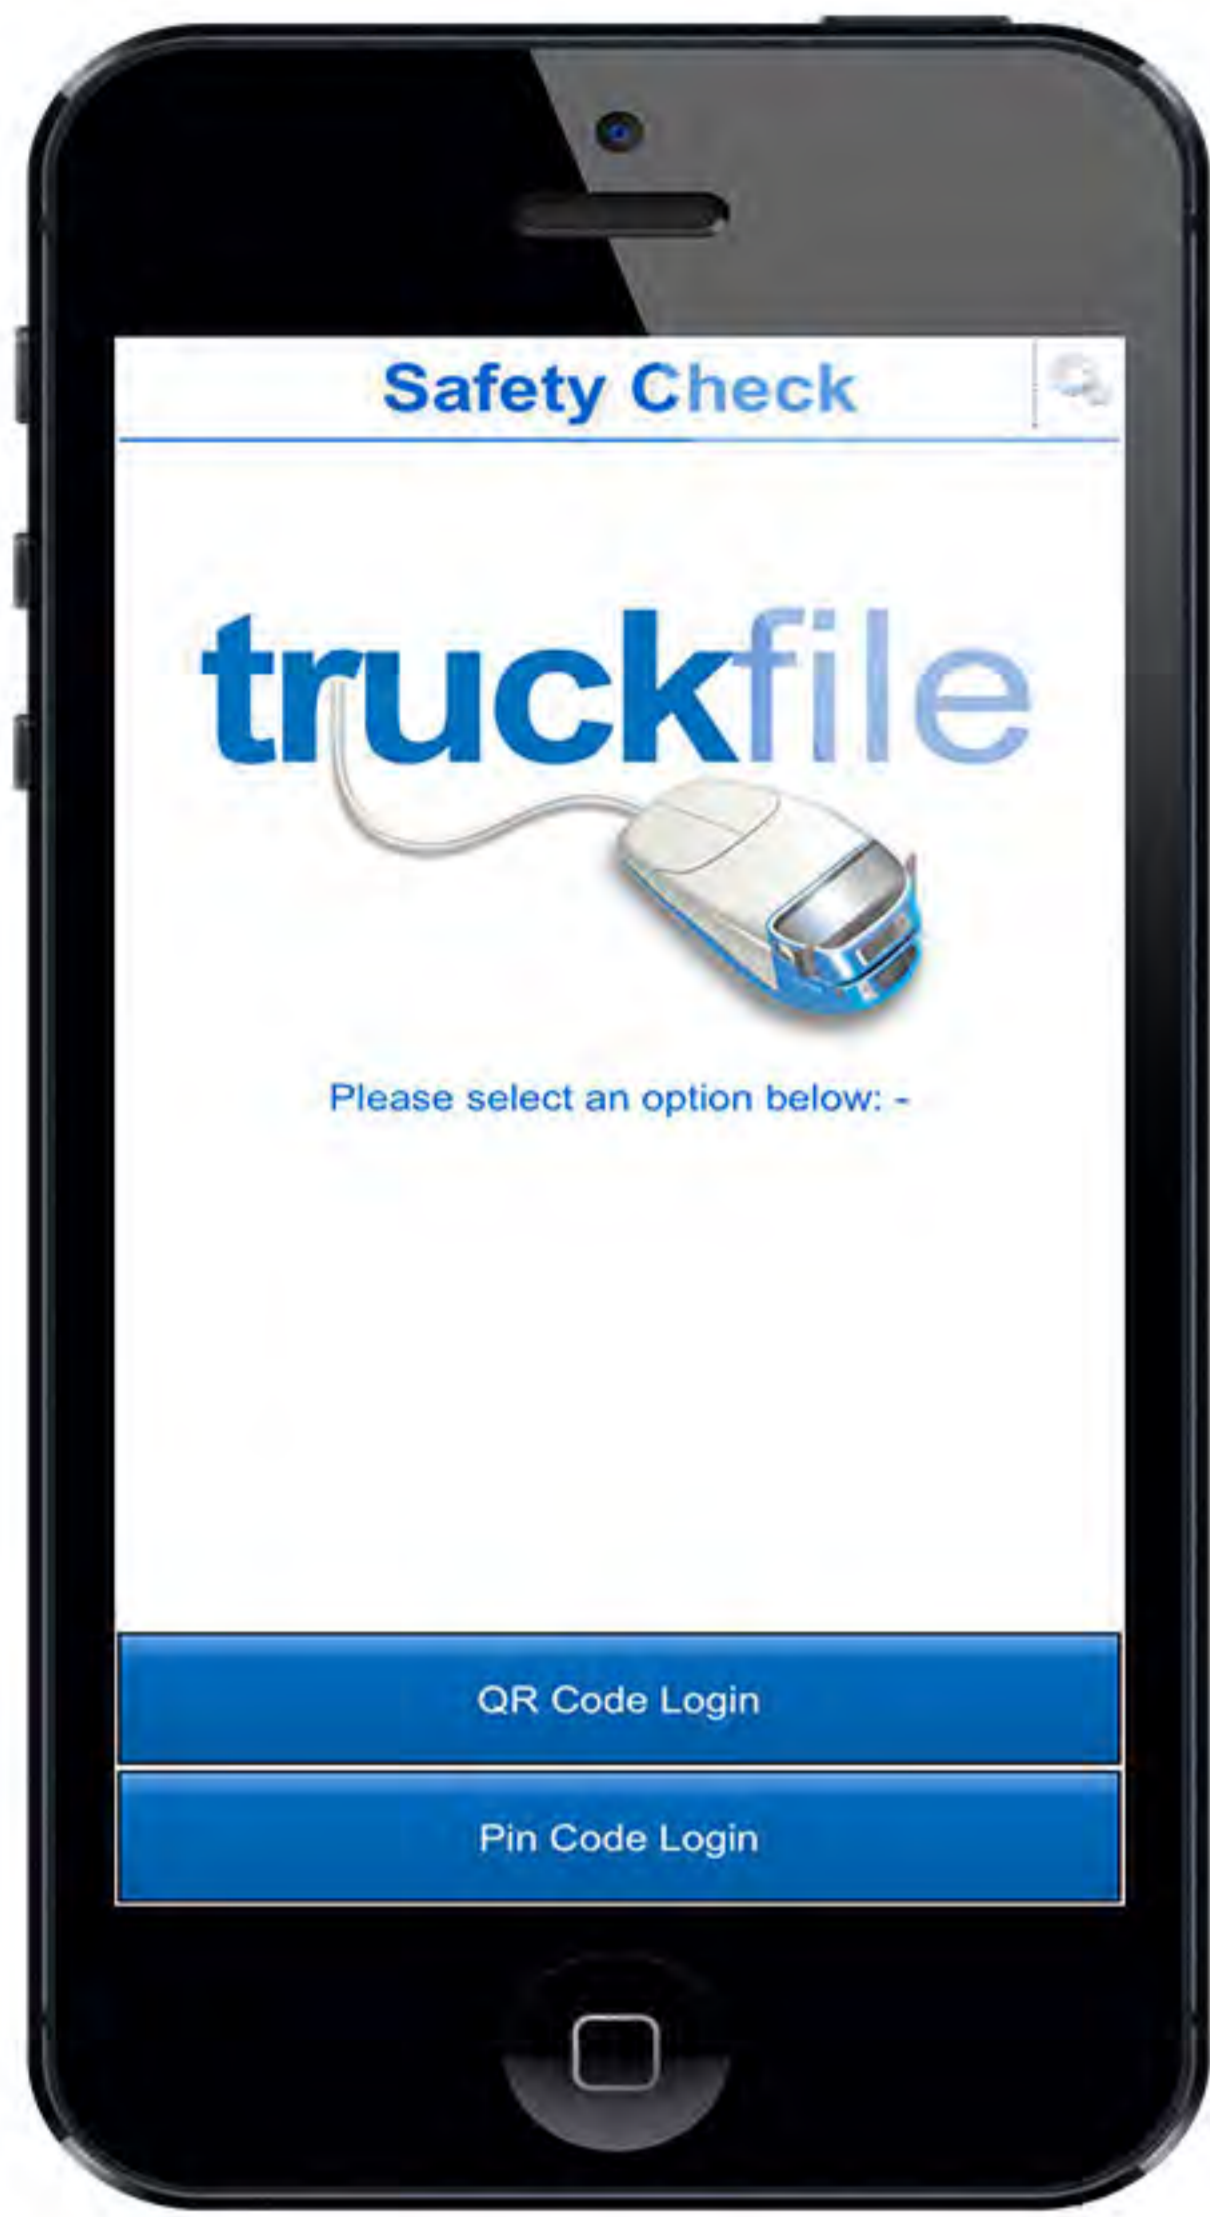 Safety Check
truckfile
Please select an option below: -
QR Code Login
Pin Code Login